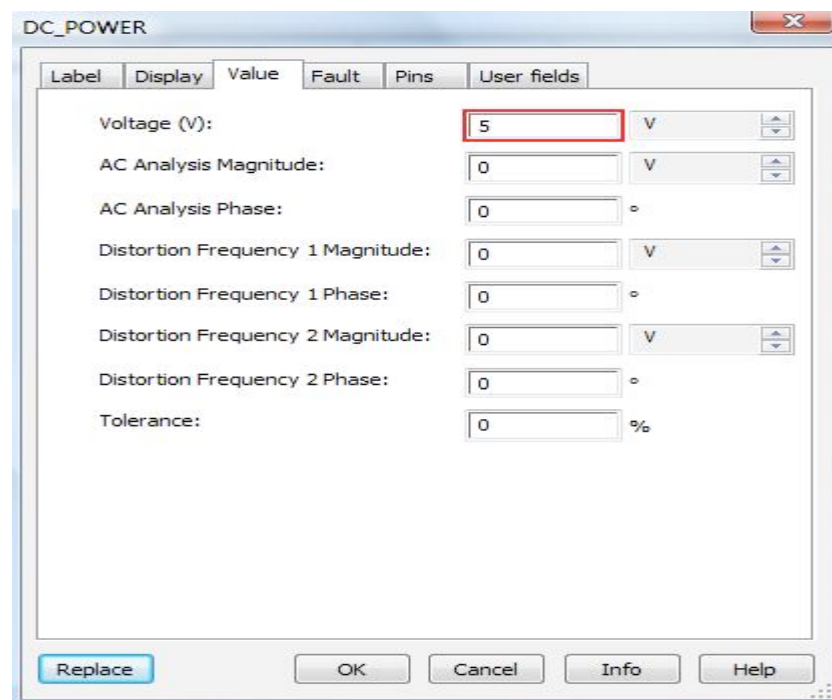 DC_POWER
Label Display Value Fault Pins User fields
Voltage (V): 5 V
AC Analysis Magnitude: 0 V
AC Analysis Phase: 0 °
Distortion Frequency 1 Magnitude: 0 V
Distortion Frequency 1 Phase: 0 °
Distortion Frequency 2 Magnitude: 0 V
Distortion Frequency 2 Phase: 0 °
Tolerance: 0 %
Replace OK Cancel Info Help